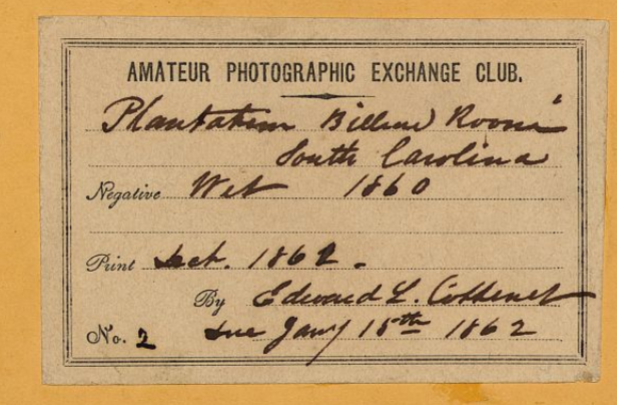 AMATEUR PHOTOGRAPHIC EXCHANGE CLUB.
Plantation Billiard Room
South Carolina
Negative Wet 1860
Print 1862.
By Edward L. Cottenet
No. 2 due Jany 15th 1862